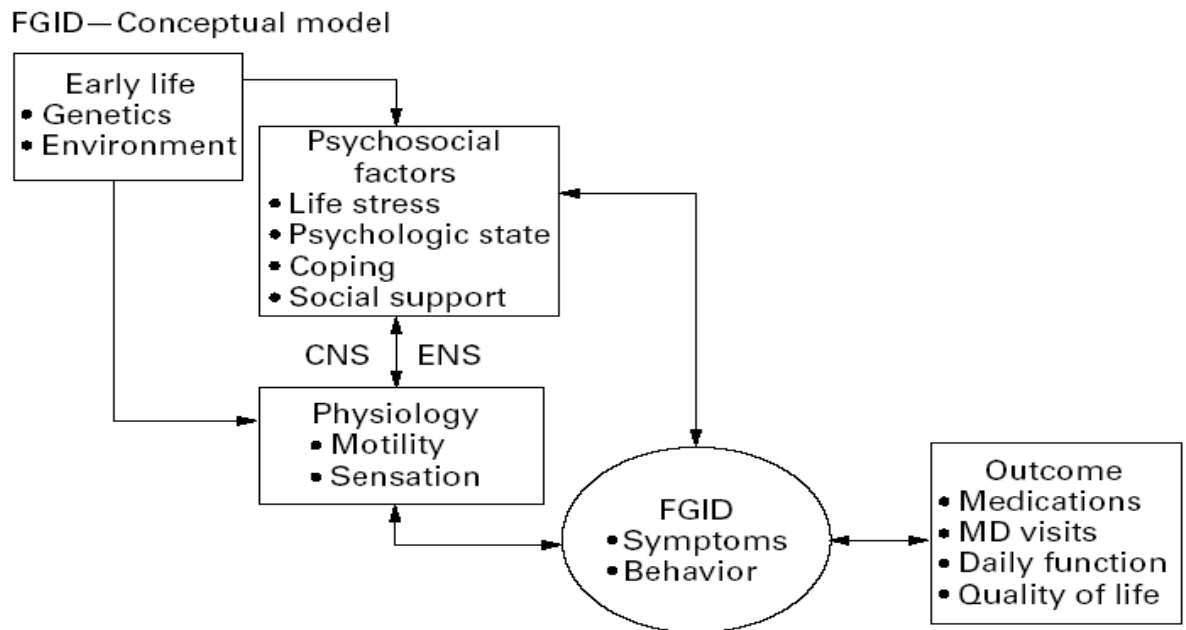 FGID—Conceptual model
Early life
• Genetics
• Environment
Psychosocial
factors
• Life stress
• Psychologic state
• Coping
• Social support
CNS ENS
Physiology
• Motility
• Sensation
FGID
• Symptoms
• Behavior
Outcome
• Medications
• MD visits
• Daily function
• Quality of life